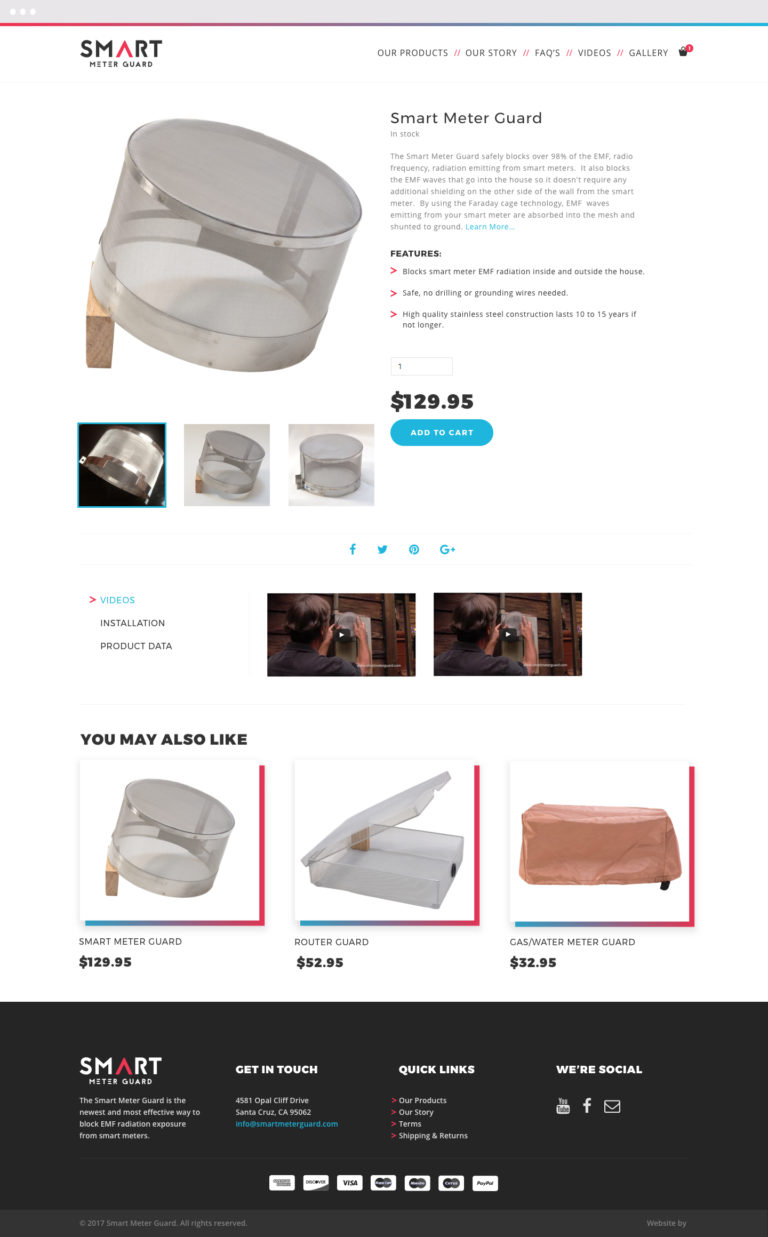 SMART
METER GUARD
OUR PRODUCTS // OUR STORY // FAQ'S // VIDEOS // GALLERY 1
Smart Meter Guard
In stock
The Smart Meter Guard safely blocks over 98% of the EMF, radio
frequency, radiation emitting from smart meters. It also blocks
the EMF waves that go into the house so it doesn't require any
additional shielding on the other side of the wall from the smart
meter. By using the Faraday cage technology, EMF waves
emitting from your smart meter are absorbed into the mesh and
shunted to ground. Learn More...
FEATURES:
> Blocks smart meter EMF radiation inside and outside the house.
> Safe, no drilling or grounding wires needed.
> High quality stainless steel construction lasts 10 to 15 years if
not longer.
1
$129.95
ADD TO CART
> VIDEOS
INSTALLATION
PRODUCT DATA
YOU MAY ALSO LIKE
SMART METER GUARD
$129.95
ROUTER GUARD
$52.95
GAS/WATER METER GUARD
$32.95
SMART
METER GUARD
The Smart Meter Guard is the
newest and most effective way to
block EMF radiation exposure
from smart meters.
GET IN TOUCH
4581 Opal Cliff Drive
Santa Cruz, CA 95062
info@smartmeterguard.com
QUICK LINKS
> Our Products
> Our Story
> Terms
> Shipping & Returns
WE'RE SOCIAL
You
Tube
DISCOVER VISA Maestro Cirrus PayPal
© 2017 Smart Meter Guard. All rights reserved.
Website by